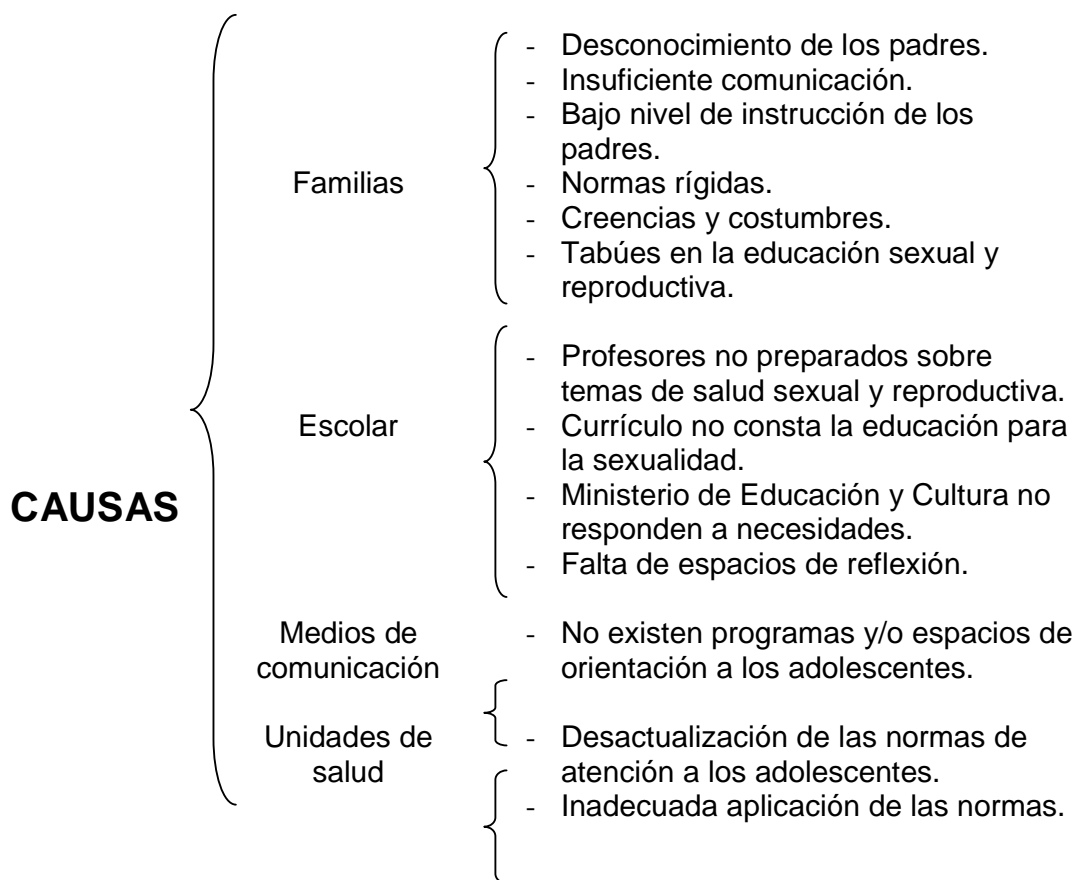 CAUSAS
Familias
- Desconocimiento de los padres.
- Insuficiente comunicación.
- Bajo nivel de instrucción de los
padres.
- Normas rígidas.
- Creencias y costumbres.
- Tabúes en la educación sexual y
reproductiva.
Escolar
- Profesores no preparados sobre
temas de salud sexual y reproductiva.
- Currículo no consta la educación para
la sexualidad.
- Ministerio de Educación y Cultura no
responden a necesidades.
- Falta de espacios de reflexión.
Medios de
comunicación
- No existen programas y/o espacios de
orientación a los adolescentes.
Unidades de
salud
- Desactualización de las normas de
atención a los adolescentes.
- Inadecuada aplicación de las normas.